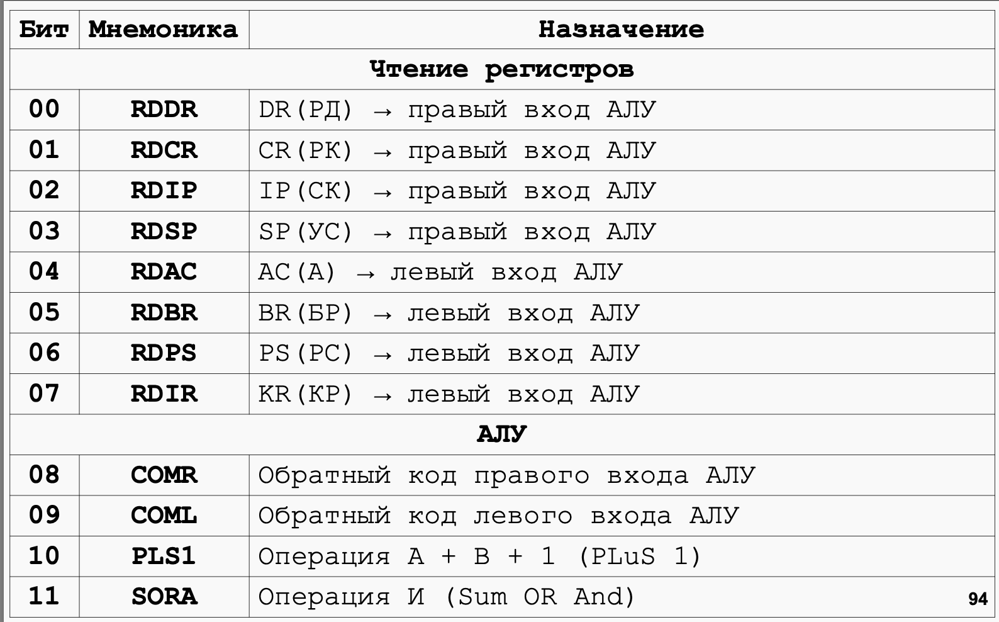 Бит Мнемоника Назначение
Чтение регистров
00 RDDR DR(РД) → правый вход АЛУ
01 RDCR CR(РК) → правый вход АЛУ
02 RDIP IP(СК) → правый вход АЛУ
03 RDSP SP(УС) → правый вход АЛУ
04 RDAC AC(А) → левый вход АЛУ
05 RDBR BR(БР) → левый вход АЛУ
06 RDPS PS(РС) → левый вход АЛУ
07 RDIR KR(КР) → левый вход АЛУ
АЛУ
08 COMR Обратный код правого входа АЛУ
09 COML Обратный код левого входа АЛУ
10 PLS1 Операция A + B + 1 (PLuS 1)
11 SORA Операция И (Sum OR And)
94